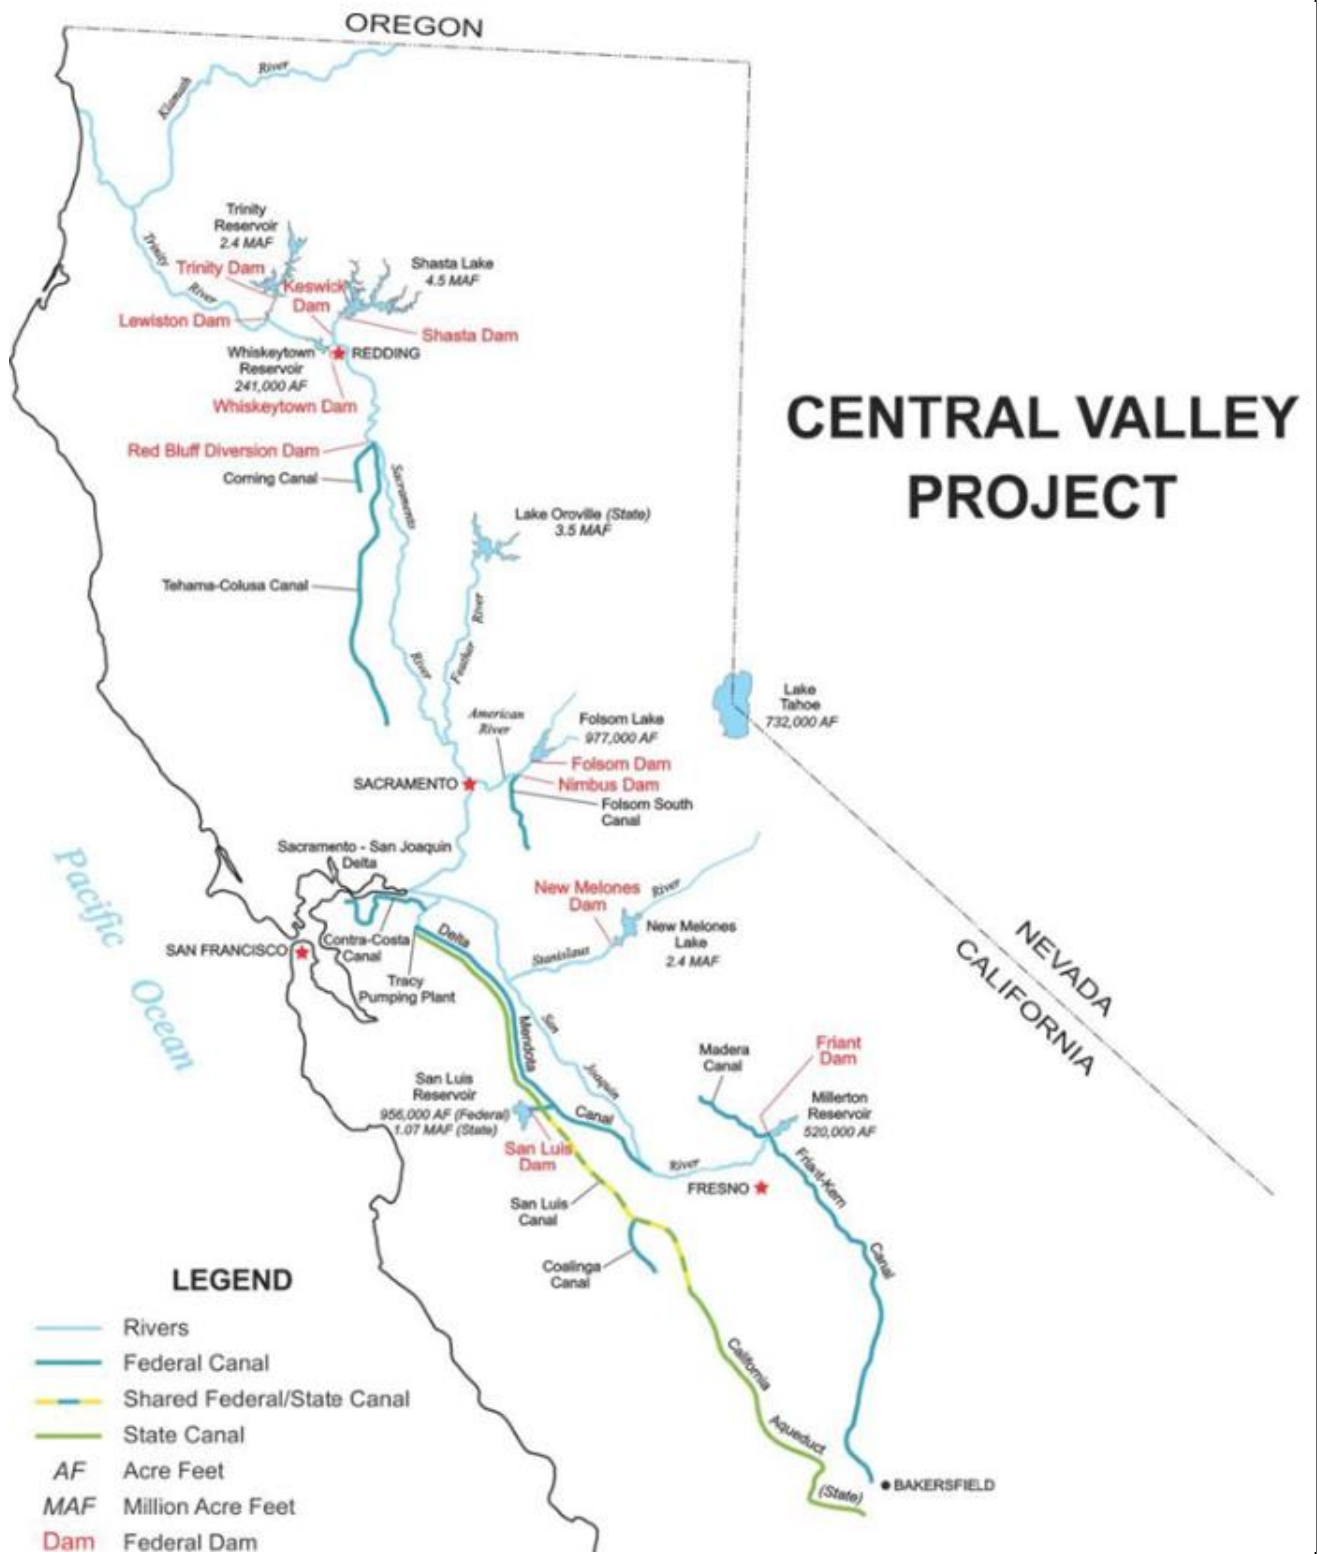 OREGON
Klamath
River
Trinity
Reservoir
2.4 MAF
Trinity
River
Trinity Dam
Keswick
Dam
Shasta Lake
4.5 MAF
Lewiston Dam
Shasta Dam
Whiskeytown
Reservoir
241,000 AF
REDDING
Whiskeytown Dam
CENTRAL VALLEY
PROJECT
Red Bluff Diversion Dam
Corning Canal
Sacramento
River
Lake Oroville (State)
3.5 MAF
Tehama-Colusa Canal
Feather
River
American
River
Folsom Lake
977,000 AF
Lake
Tahoe
732,000 AF
Folsom Dam
SACRAMENTO
Nimbus Dam
Folsom South
Canal
Sacramento - San Joaquin
Delta
New Melones
Dam
River
Stanislaus
New Melones
Lake
2.4 MAF
Pacific
Ocean
SAN FRANCISCO
Contra-Costa
Canal
Tracy
Pumping Plant
Delta
Mendota
Canal
San
Joaquin
River
NEVADA
CALIFORNIA
Madera
Canal
Friant
Dam
San Luis
Reservoir
956,000 AF (Federal)
1.07 MAF (State)
Millerton
Reservoir
520,000 AF
San Luis
Dam
FRESNO
Friant-Kern
Canal
San Luis
Canal
Coalinga
Canal
California
Aqueduct
(State)
BAKERSFIELD
LEGEND
Rivers
Federal Canal
Shared Federal/State Canal
State Canal
AF Acre Feet
MAF Million Acre Feet
Dam Federal Dam